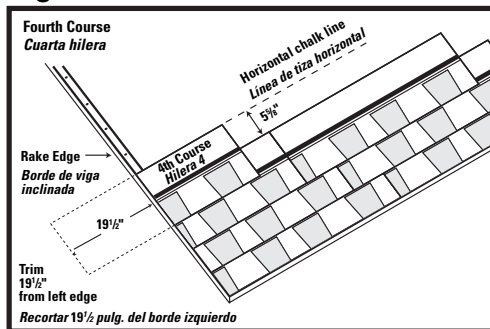 Fourth Course
Cuarta hilera
Horizontal chalk line
Línea de tiza horizontal
5⅝"
4th Course
Hilera 4
Rake Edge
Borde de viga
inclinada
19½"
Trim
19½"
from left edge
Recortar 19½ pulg. del borde izquierdo